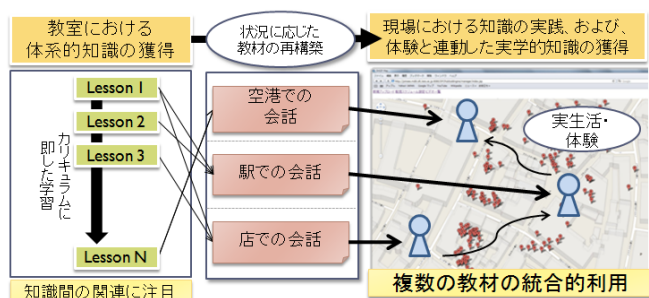 教室における
体系的知識の獲得
状況に応じた
教材の再構築
現場における知識の実践、および、
体験と連動した実学的知識の獲得
Lesson 1
Lesson 2
Lesson 3
Lesson N
カリキュラムに
即した学習
知識間の関連に注目
空港での
会話
駅での会話
店での会話
実生活・
体験
複数の教材の統合的利用